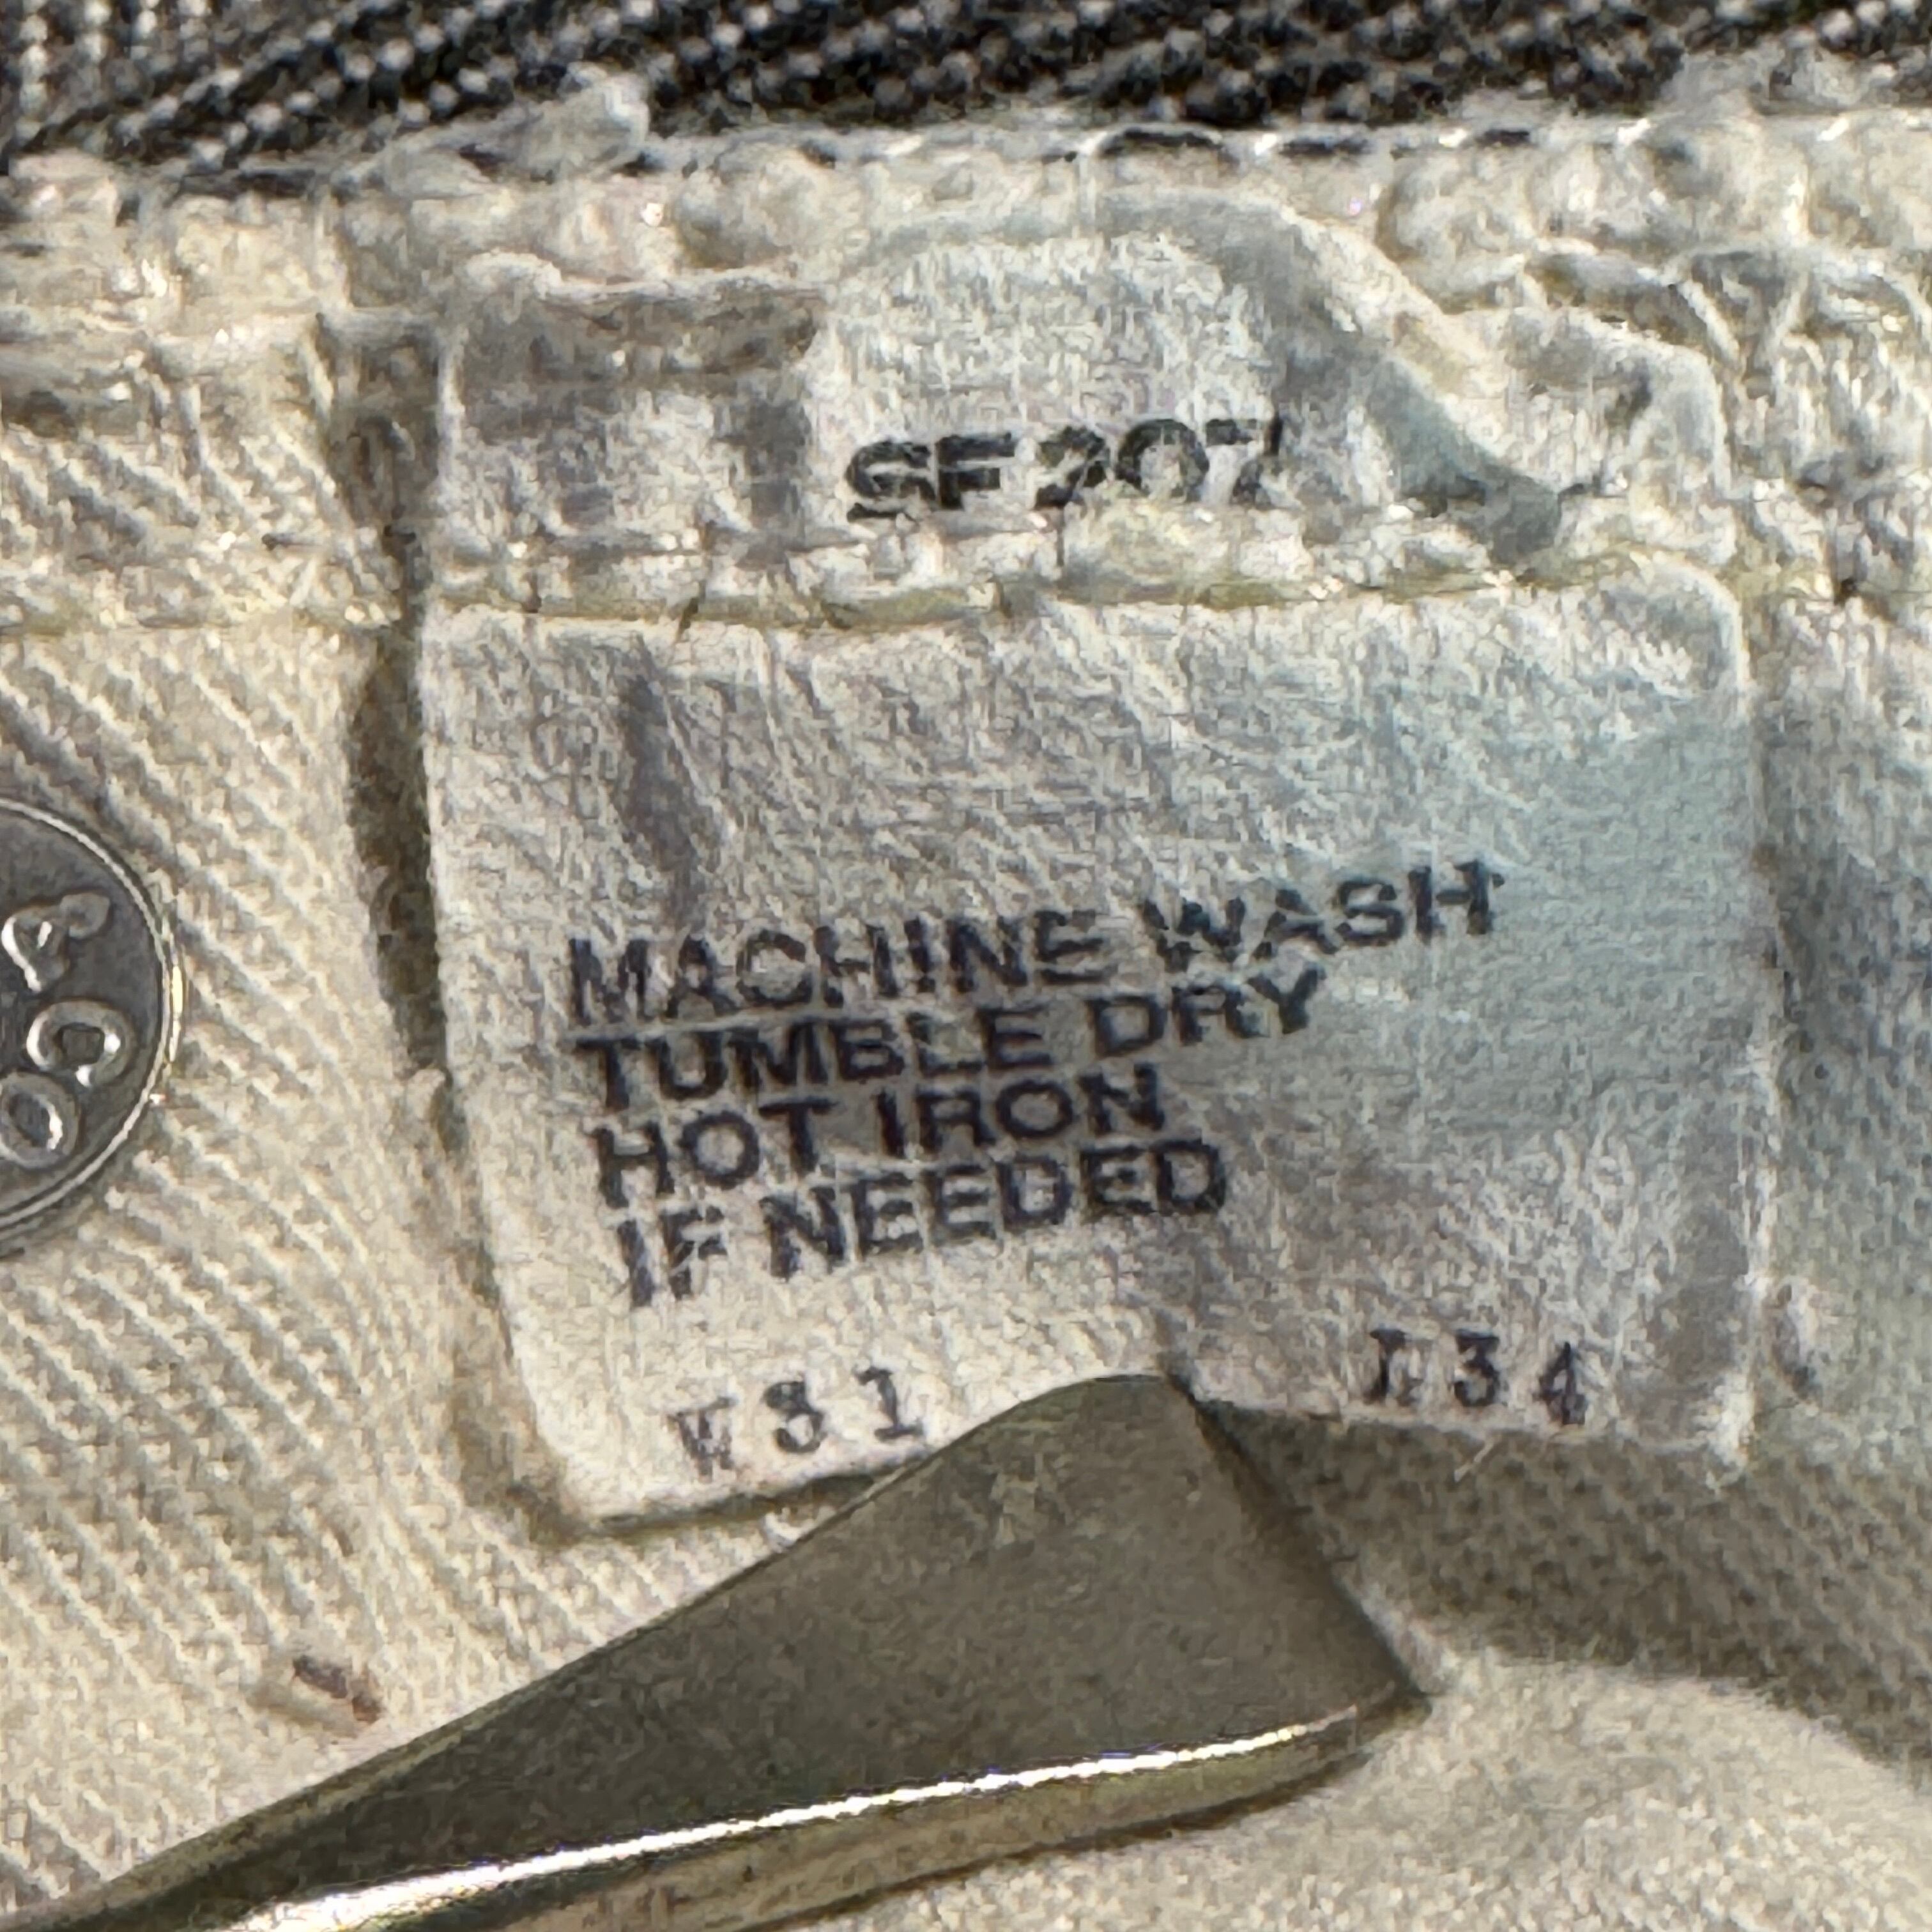 SF 207
MACHINE WASH
TUMBLE DRY
HOT IRON
IF NEEDED
W31 L34